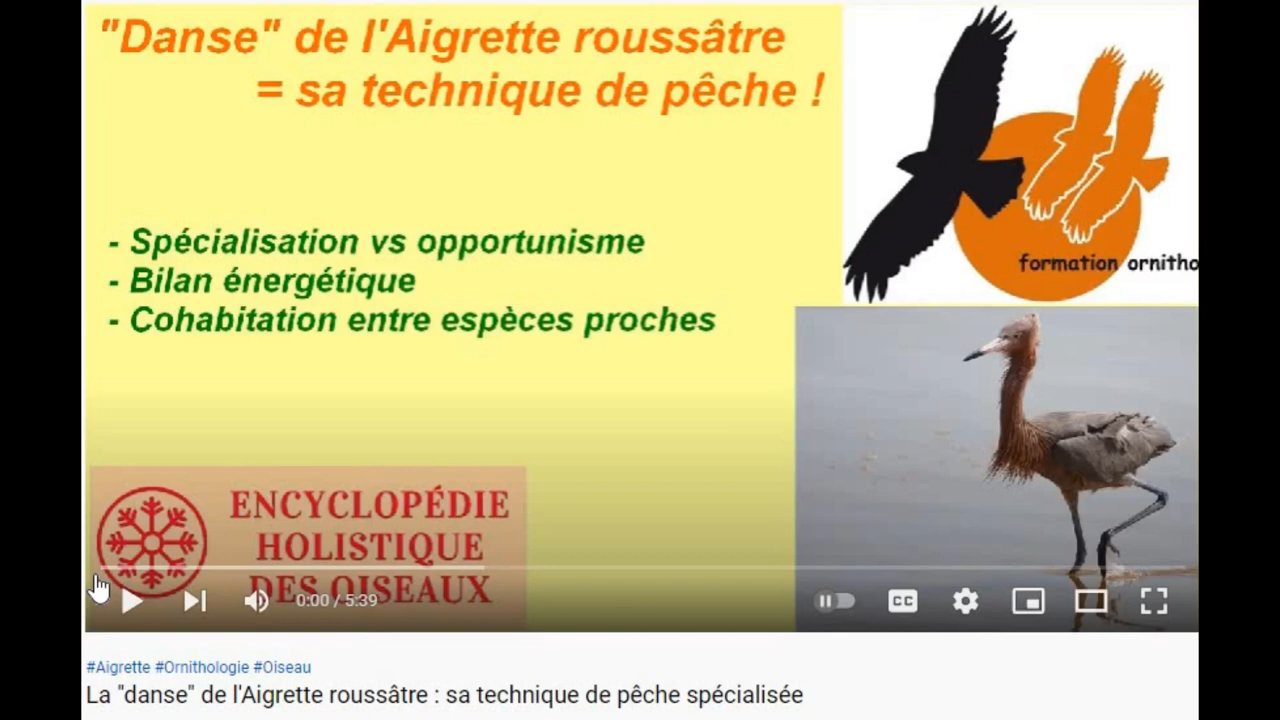 "Danse" de l'Aigrette roussâtre
= sa technique de pêche !
- Spécialisation vs opportunisme
- Bilan énergétique
- Cohabitation entre espèces proches
formation ornitho
ENCYCLOPÉDIE
HOLISTIQUE
DES OISEAUX
0:00 / 5:39
CC
#Aigrette #Ornithologie #Oiseau
La "danse" de l'Aigrette roussâtre : sa technique de pêche spécialisée